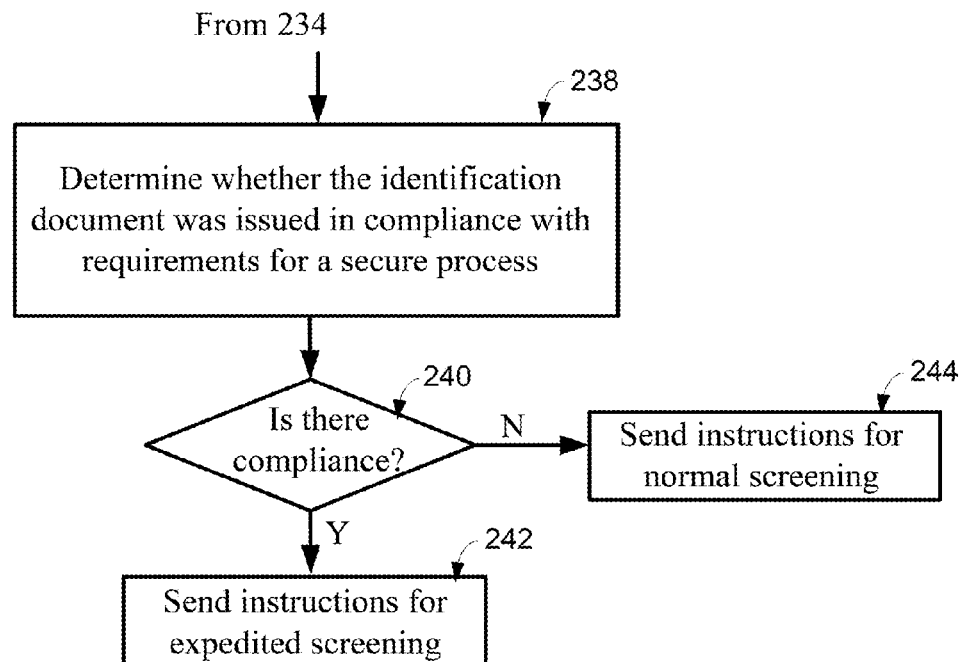 From 234
238
Determine whether the identification
document was issued in compliance with
requirements for a secure process
240
Is there
compliance?
N
244
Send instructions for
normal screening
Y
242
Send instructions for
expedited screening